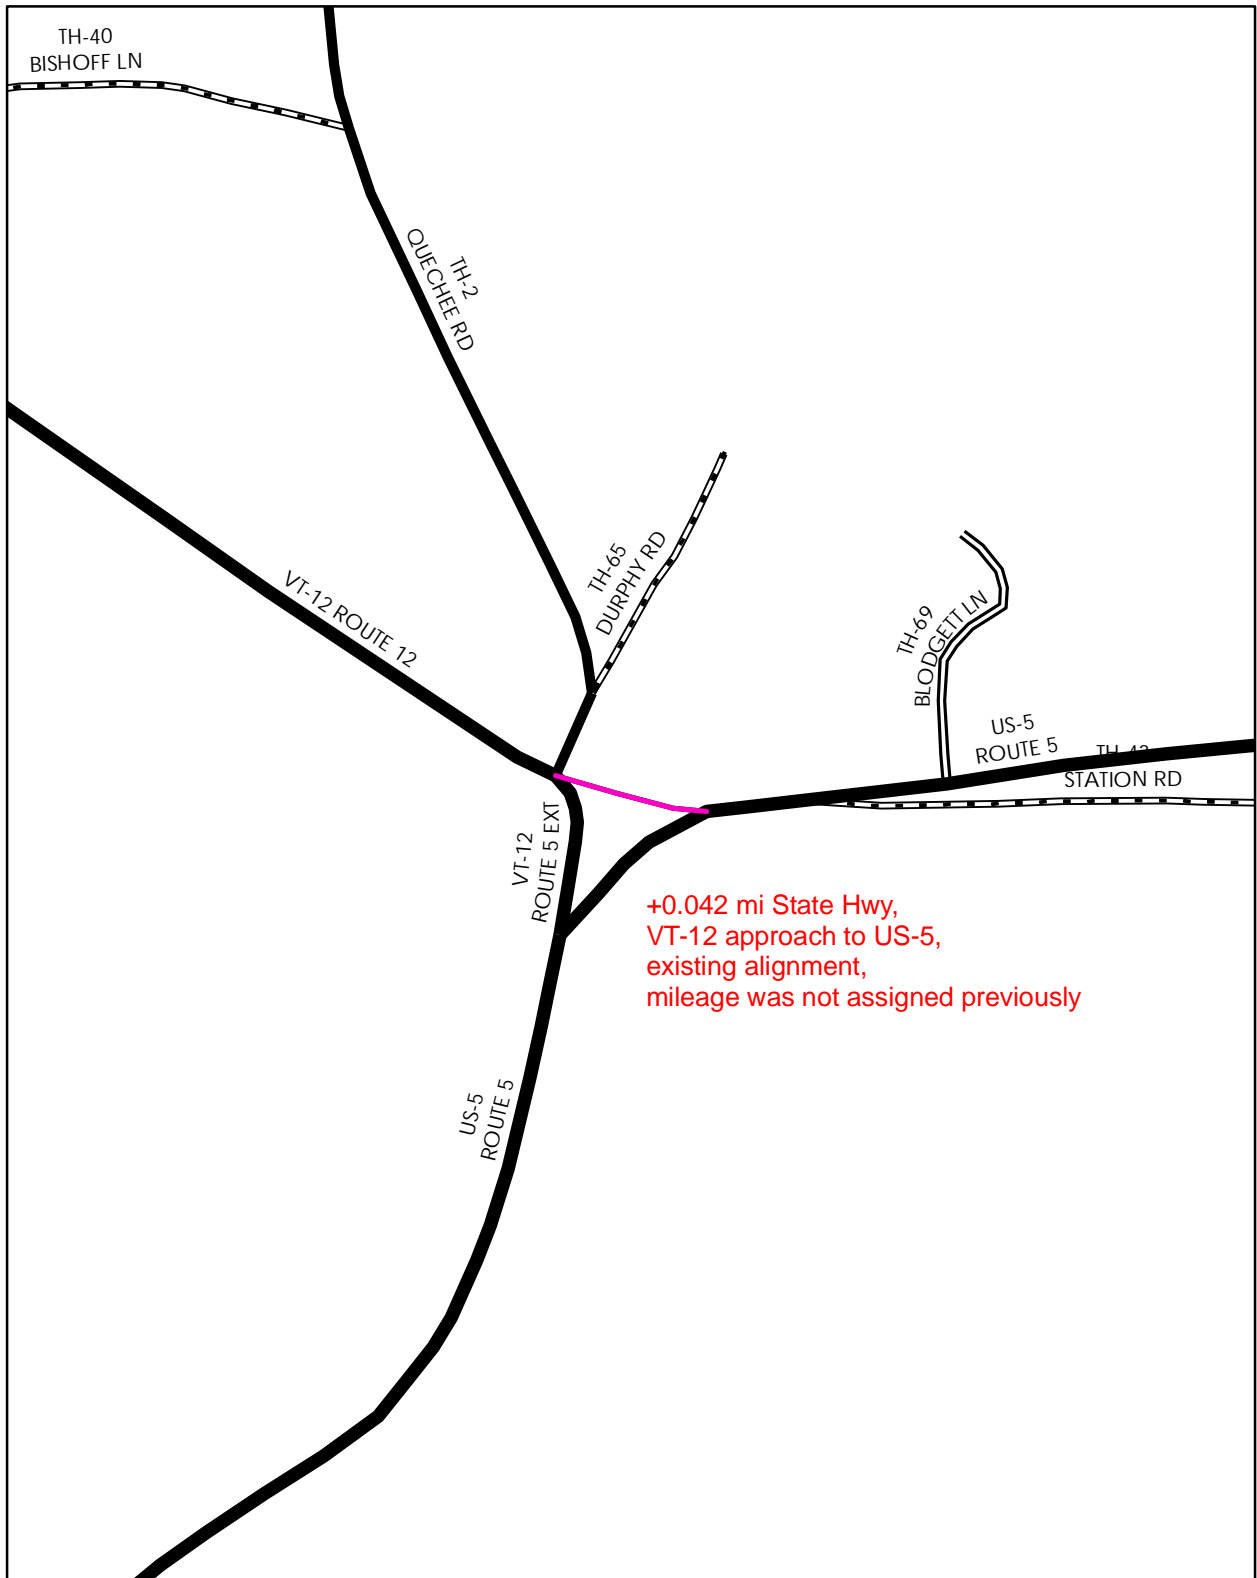 TH-40
BISHOFF LN
TH-2
QUECHEE RD
VT-12 ROUTE 12
TH-65
DURPHY RD
TH-69
BLODGETT LN
US-5
ROUTE 5
TH-43
STATION RD
VT-12
ROUTE 5 EXT
+0.042 mi State Hwy,
VT-12 approach to US-5,
existing alignment,
mileage was not assigned previously
US-5
ROUTE 5